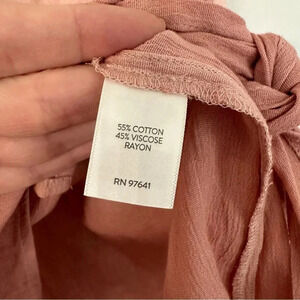 55% COTTON
45% VISCOSE
RAYON
RN 97641